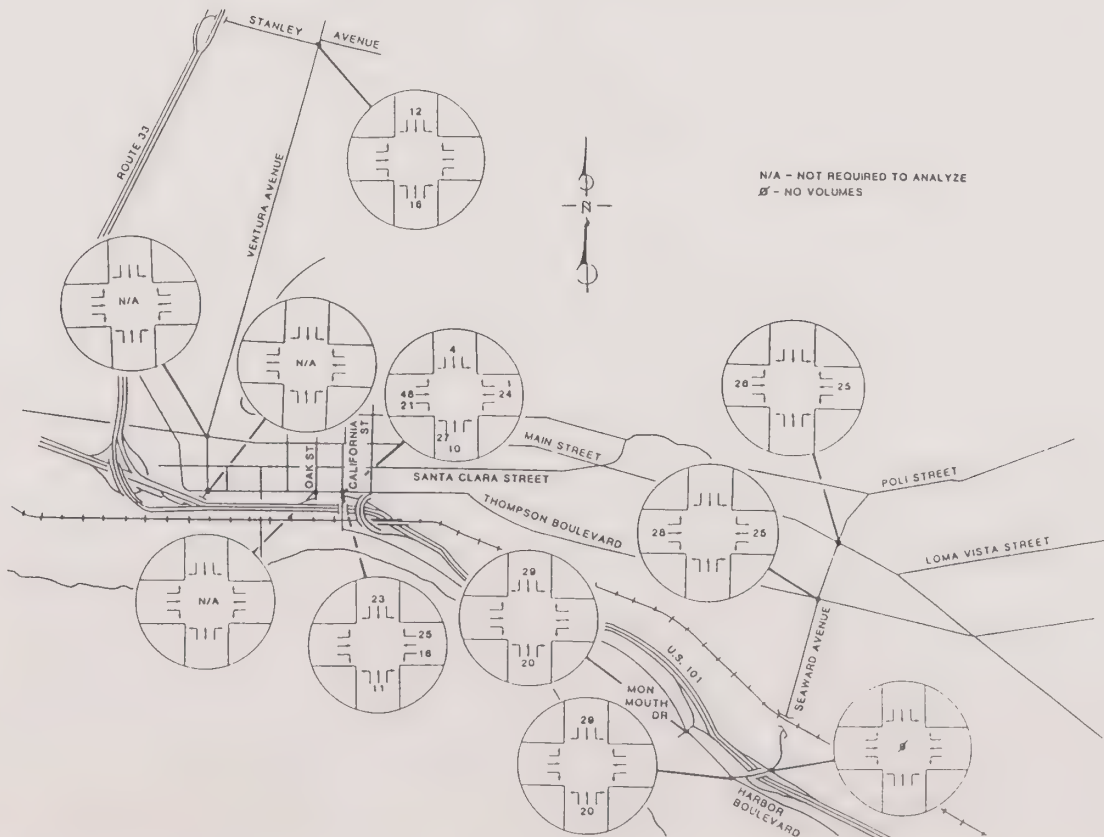 STANLEY AVENUE
ROUTE 33
VENTURA AVENUE
12
16
N
N/A - NOT REQUIRED TO ANALYZE
Ø - NO VOLUMES
N/A
N/A
4
46
21
24
27
10
26
25
OAK ST
CALIFORNIA ST
MAIN STREET
SANTA CLARA STREET
THOMPSON BOULEVARD
POLI STREET
LOMA VISTA STREET
28
25
N/A
23
25
16
11
29
20
U.S. 101
SEAWARD AVENUE
MON
MOUTH
DR
29
20
Ø
HARBOR
BOULEVARD